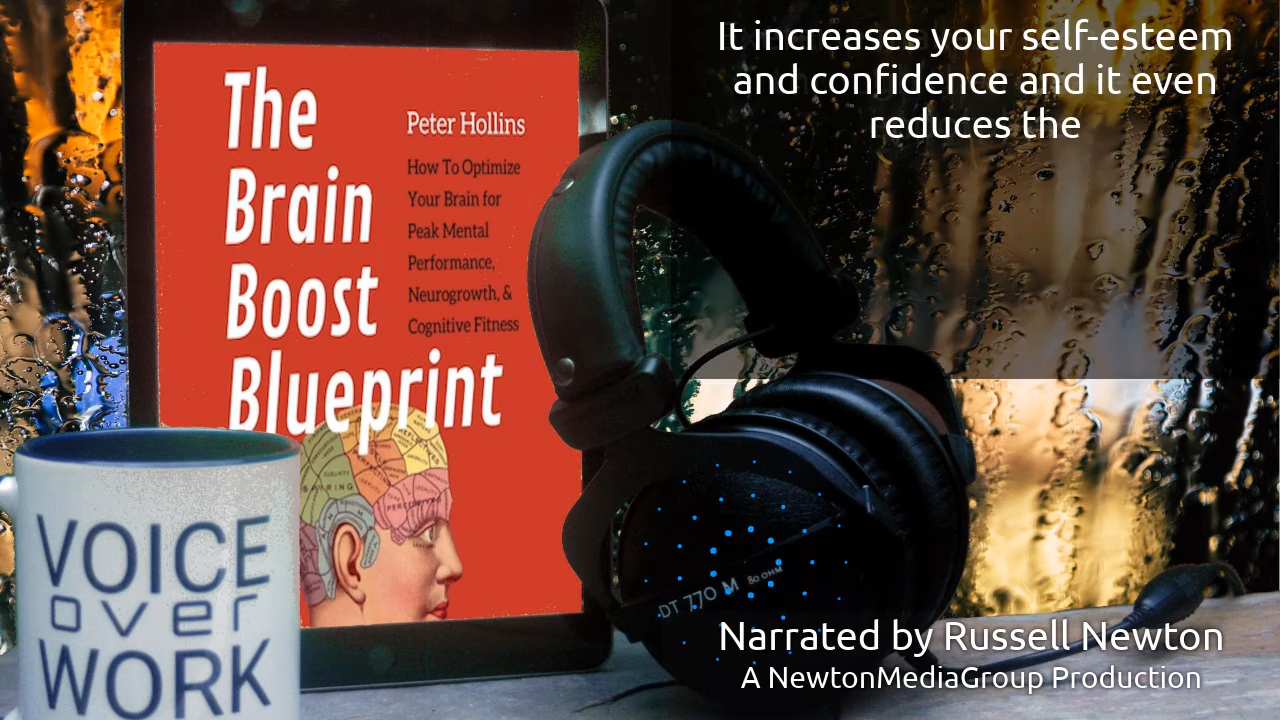 It increases your self-esteem
and confidence and it even
reduces the
The
Brain
Boost
Blueprint
Peter Hollins
How To Optimize
Your Brain for
Peak Mental
Performance,
Neurogrowth, &
Cognitive Fitness
VOICE
over
WORK
DT 770 M 80 OHM
Narrated by Russell Newton
A NewtonMediaGroup Production